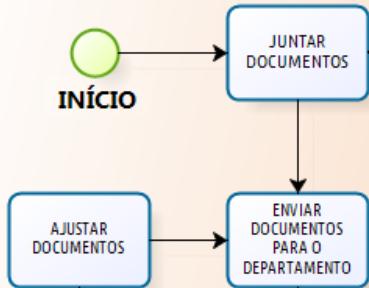 JUNTAR
DOCUMENTOS
INÍCIO
AJUSTAR
DOCUMENTOS
ENVIAR
DOCUMENTOS
PARA O
DEPARTAMENTO